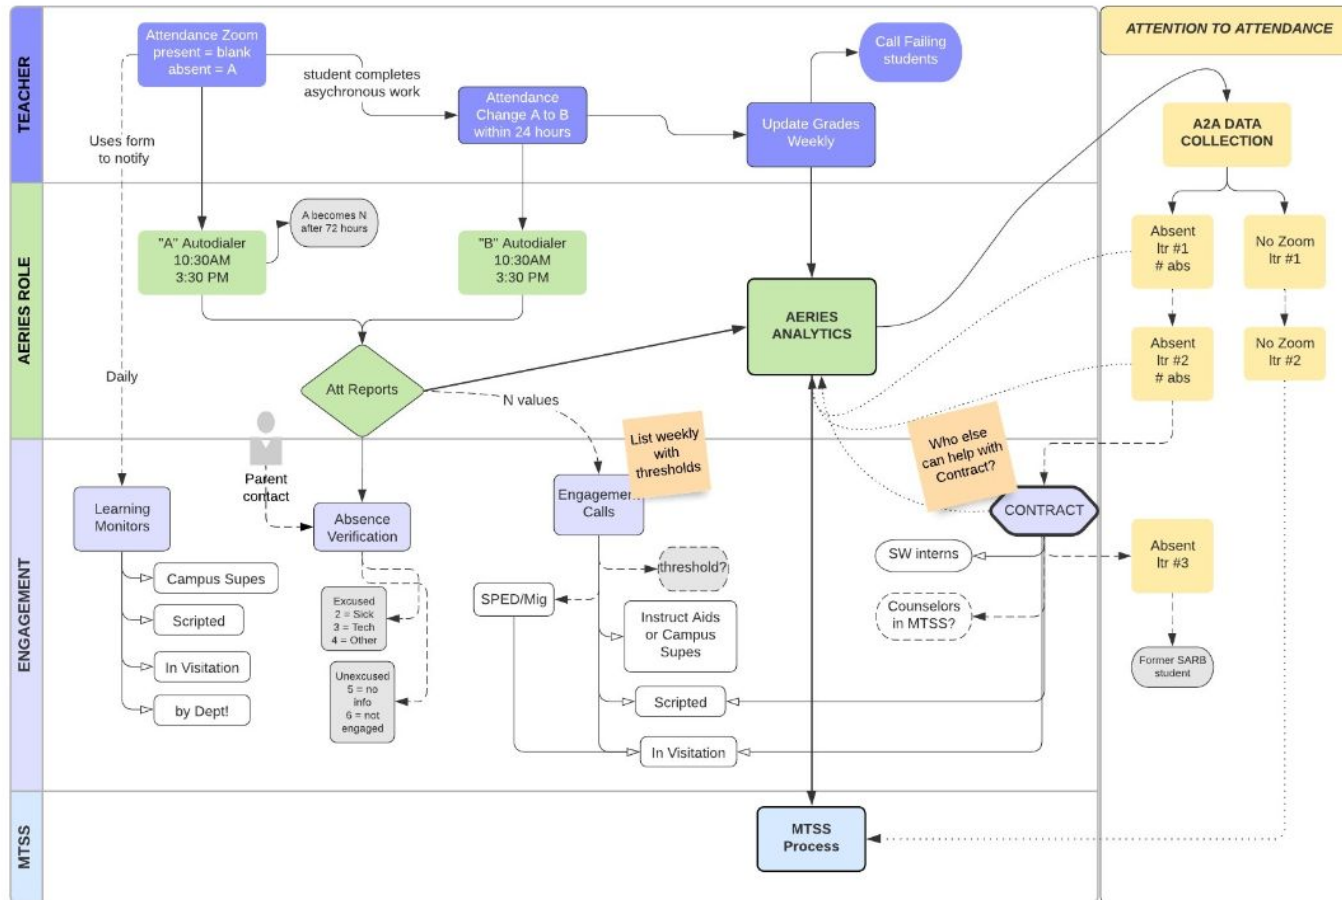 ATTENTION TO ATTENDANCE
TEACHER
Attendance Zoom
present = blank
absent = A
student completes
asychronous work
Attendance
Change A to B
within 24 hours
Call Failing
students
Update Grades
Weekly
A2A DATA
COLLECTION
Uses form
to notify
AERIES ROLE
A becomes N
after 72 hours
"A" Autodialer
10:30AM
3:30 PM
"B" Autodialer
10:30AM
3:30 PM
AERIES
ANALYTICS
Absent
ltr #1
# abs
No Zoom
ltr #1
Absent
ltr #2
# abs
No Zoom
ltr #2
Daily
Att Reports
N values
List weekly
with
thresholds
Who else
can help with
Contract?
ENGAGEMENT
Parent
contact
Learning
Monitors
Absence
Verification
Engagement
Calls
CONTRACT
Campus Supes
Scripted
In Visitation
by Dept!
Excused
2 = Sick
3 = Tech
4 = Other
Unexcused
5 = no
info
6 = not
engaged
SPED/Mig
threshold?
Instruct Aids
or Campus
Supes
Scripted
In Visitation
SW interns
Counselors
in MTSS?
Absent
ltr #3
Former SARB
student
MTSS
MTSS
Process